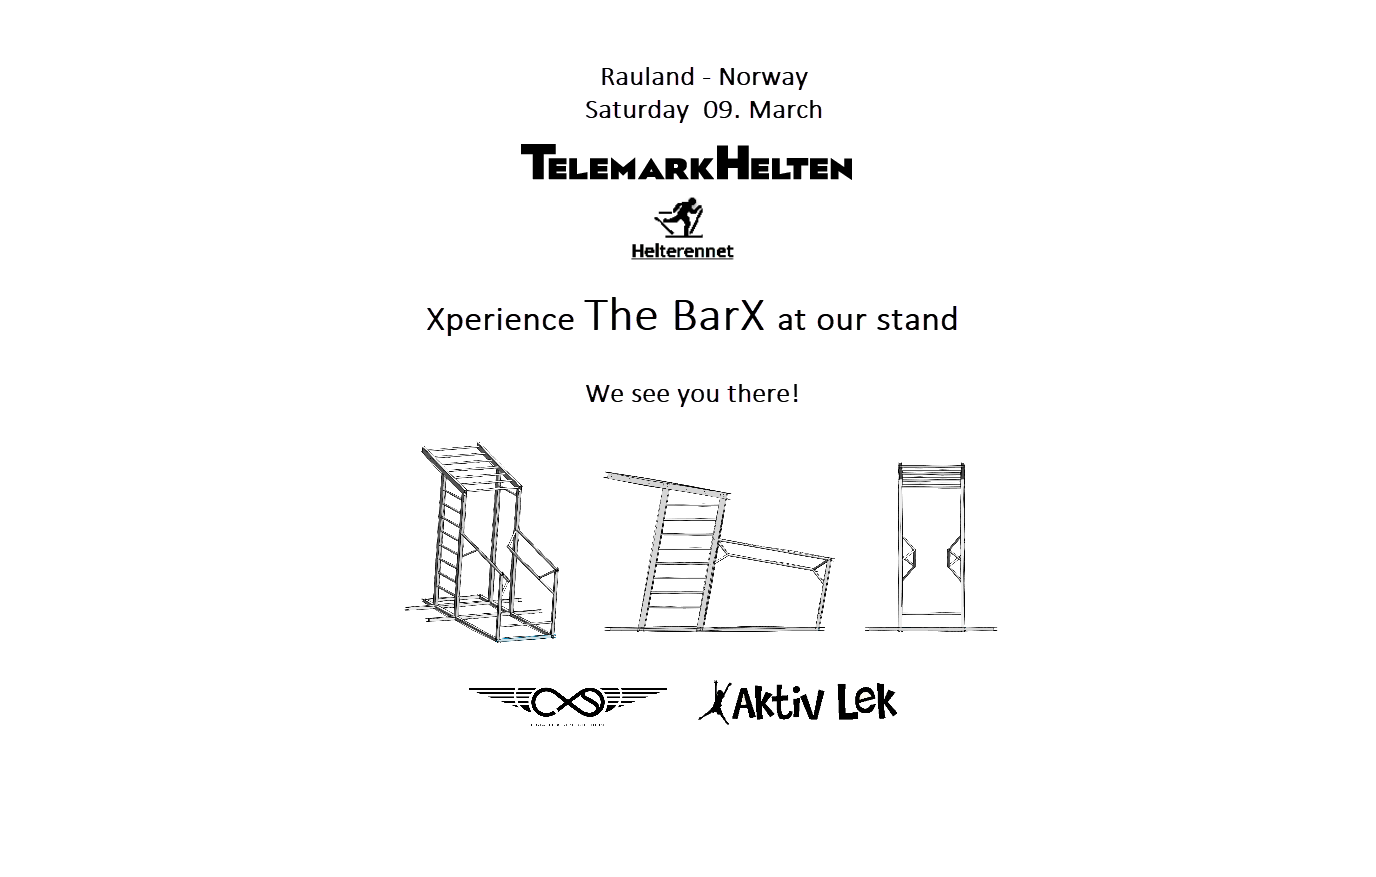 Rauland - Norway
Saturday 09. March
TELEMARKHELTEN
Helterennet
Xperience The BarX at our stand
We see you there!
CXS
AKtiv LeK